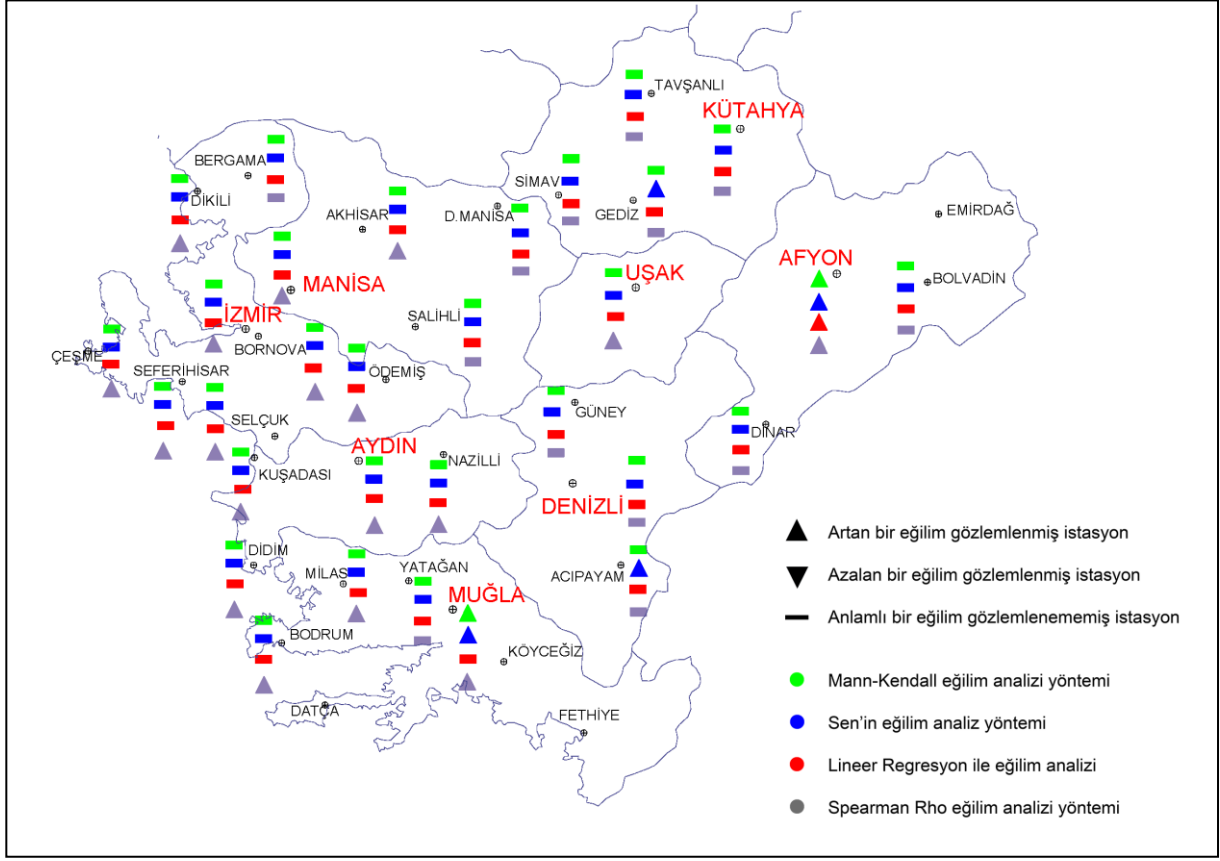 TAVŞANLI
KÜTAHYA
BERGAMA
DİKİLİ
SİMAV
GEDİZ
AKHİSAR
D.MANİSA
EMİRDAĞ
AFYON
UŞAK
BOLVADİN
MANİSA
İZMİR
SALİHLİ
BORNOVA
ÇEŞME
SEFERİHİSAR
ÖDEMİŞ
GÜNEY
SELÇUK
DİNAR
AYDIN
NAZİLLİ
KUŞADASI
DENİZLİ
DİDİM
MİLAS
YATAĞAN
ACIPAYAM
MUĞLA
BODRUM
KÖYCEĞİZ
DATÇA
FETHİYE
Artan bir eğilim gözlemlenmiş istasyon
Azalan bir eğilim gözlemlenmiş istasyon
Anlamlı bir eğilim gözlemlenememiş istasyon
Mann-Kendall eğilim analizi yöntemi
Sen'in eğilim analiz yöntemi
Lineer Regresyon ile eğilim analizi
Spearman Rho eğilim analizi yöntemi